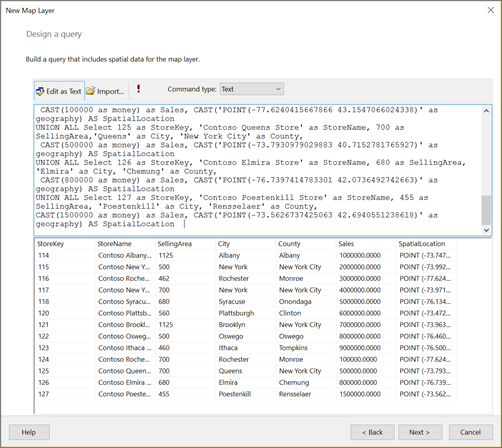 New Map Layer
Design a query
Build a query that includes spatial data for the map layer.
Edit as Text Import... ! Command type: Text
CAST(100000 as money) as Sales, CAST('POINT(-77.6240415667866 43.1547066024338)' as
geography) AS SpatialLocation
UNION ALL Select 125 as StoreKey, 'Contoso Queens Store' as StoreName, 700 as
SellingArea,'Queens' as City, 'New York City' as County,
CAST(500000 as money) as Sales, CAST('POINT(-73.7930979029883 40.7152781765927)' as
geography) AS SpatialLocation
UNION ALL Select 126 as StoreKey, 'Contoso Elmira Store' as StoreName, 680 as SellingArea,
'Elmira' as City, 'Chemung' as County,
CAST(800000 as money) as Sales, CAST('POINT(-76.7397414783301 42.0736492742663)' as
geography) AS SpatialLocation
UNION ALL Select 127 as StoreKey, 'Contoso Poestenkill Store' as StoreName, 455 as
SellingArea, 'Poestenkill' as City, 'Rensselaer' as County,
CAST(1500000 as money) as Sales, CAST('POINT(-73.5626737425063 42.6940551238618)' as
geography) AS SpatialLocation
StoreKey StoreName SellingArea City County Sales SpatialLocation
114 Contoso Albany... 1125 Albany Albany 1000000.0000 POINT (-73.747...
115 Contoso New Y... 500 New York New York City 2000000.0000 POINT (-73.992...
116 Contoso Roche... 462 Rochester Monroe 3000000.0000 POINT (-77.624...
117 Contoso New Y... 700 New York New York City 4000000.0000 POINT (-73.971...
118 Contoso Syracu... 680 Syracuse Onondaga 5000000.0000 POINT (-76.134...
120 Contoso Plattsb... 560 Plattsburgh Clinton 6000000.0000 POINT (-73.472...
121 Contoso Brookl... 1125 Brooklyn New York City 7000000.0000 POINT (-73.963...
122 Contoso Osweg... 500 Oswego Oswego 8000000.0000 POINT (-76.460...
123 Contoso Ithaca ... 460 Ithaca Tompkins 9000000.0000 POINT (-76.500...
124 Contoso Roche... 700 Rochester Monroe 100000.0000 POINT (-77.624...
125 Contoso Queen... 700 Queens New York City 500000.0000 POINT (-73.793...
126 Contoso Elmira ... 680 Elmira Chemung 800000.0000 POINT (-76.739...
127 Contoso Poeste... 455 Poestenkill Rensselaer 1500000.0000 POINT (-73.562...
Help < Back Next > Cancel